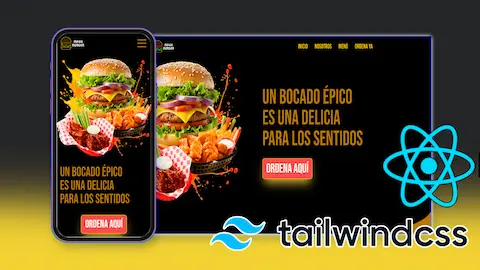 INICIO NOSOTROS MENÚ ORDENA YA
UN BOCADO ÉPICO
ES UNA DELICIA
PARA LOS SENTIDOS
ORDENA AQUÍ
UN BOCADO ÉPICO
ES UNA DELICIA
PARA LOS SENTIDOS
ORDENA AQUÍ
tailwindcss